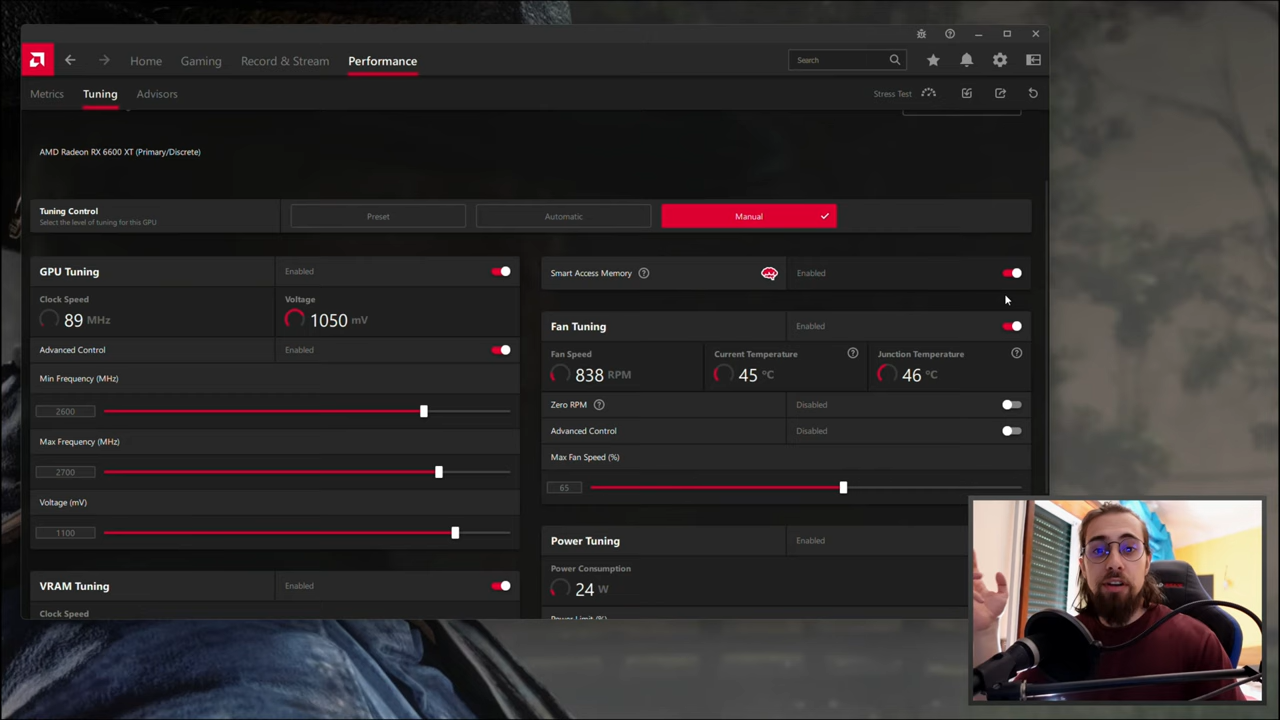 Home
Gaming
Record & Stream
Performance
Search
Metrics
Tuning
Advisors
Stress Test
AMD Radeon RX 6600 XT (Primary/Discrete)
Tuning Control
Select the level of tuning for this GPU
Preset
Automatic
Manual
GPU Tuning
Enabled
Clock Speed
89 MHz
Voltage
1050 mV
Advanced Control
Enabled
Min Frequency (MHz)
2600
Max Frequency (MHz)
2700
Voltage (mV)
1100
VRAM Tuning
Enabled
Clock Speed
Smart Access Memory
Enabled
Fan Tuning
Enabled
Fan Speed
838 RPM
Current Temperature
45 °C
Junction Temperature
46 °C
Zero RPM
Disabled
Advanced Control
Disabled
Max Fan Speed (%)
65
Power Tuning
Enabled
Power Consumption
24 W
Power Limit (%)